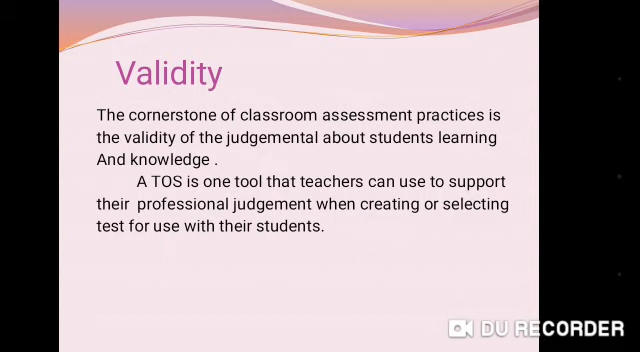 Validity
The cornerstone of classroom assessment practices is
the validity of the judgemental about students learning
And knowledge .
A TOS is one tool that teachers can use to support
their professional judgement when creating or selecting
test for use with their students.
DU RECORDER